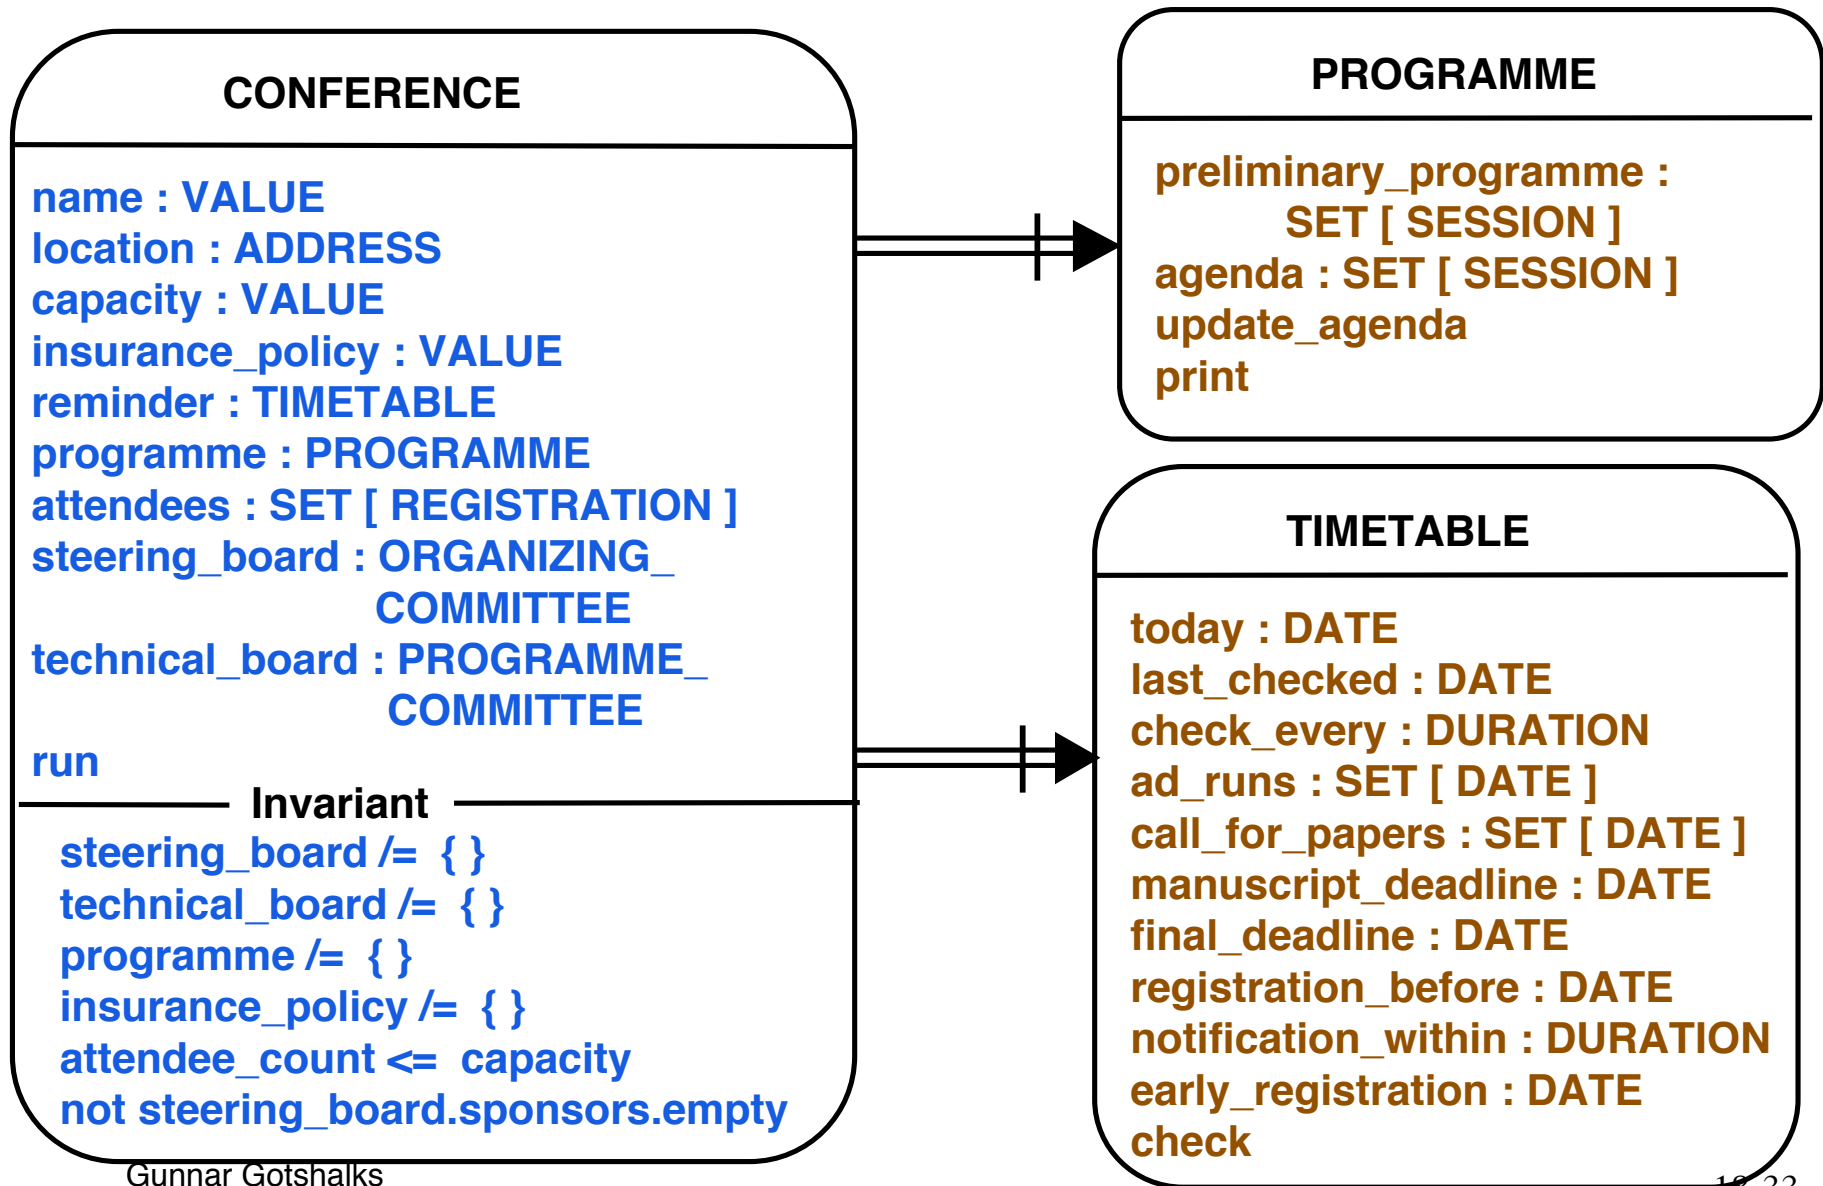 CONFERENCE
name : VALUE
location : ADDRESS
capacity : VALUE
insurance_policy : VALUE
reminder : TIMETABLE
programme : PROGRAMME
attendees : SET [ REGISTRATION ]
steering_board : ORGANIZING_
COMMITTEE
technical_board : PROGRAMME_
COMMITTEE
run
Invariant
steering_board /= { }
technical_board /= { }
programme /= { }
insurance_policy /= { }
attendee_count <= capacity
not steering_board.sponsors.empty
PROGRAMME
preliminary_programme :
SET [ SESSION ]
agenda : SET [ SESSION ]
update_agenda
print
TIMETABLE
today : DATE
last_checked : DATE
check_every : DURATION
ad_runs : SET [ DATE ]
call_for_papers : SET [ DATE ]
manuscript_deadline : DATE
final_deadline : DATE
registration_before : DATE
notification_within : DURATION
early_registration : DATE
check
Gunnar Gotshalks